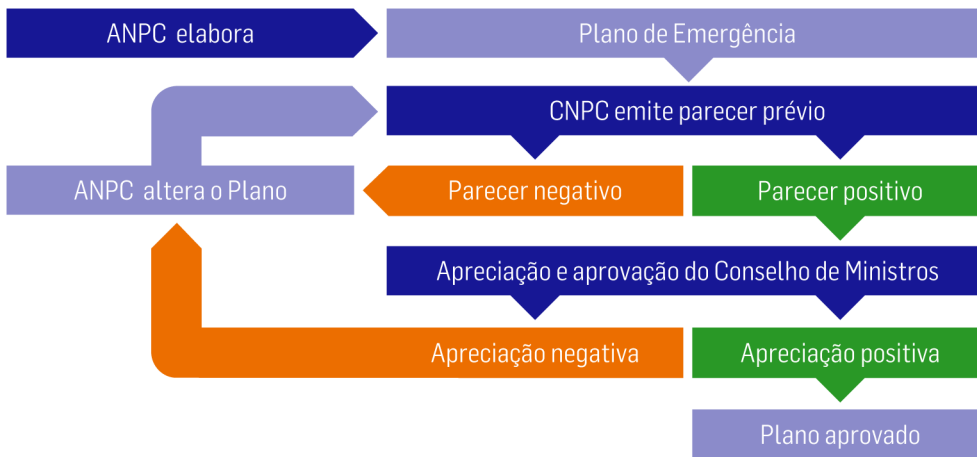 ANPC elabora
Plano de Emergência
CNPC emite parecer prévio
ANPC altera o Plano
Parecer negativo
Parecer positivo
Apreciação e aprovação do Conselho de Ministros
Apreciação negativa
Apreciação positiva
Plano aprovado